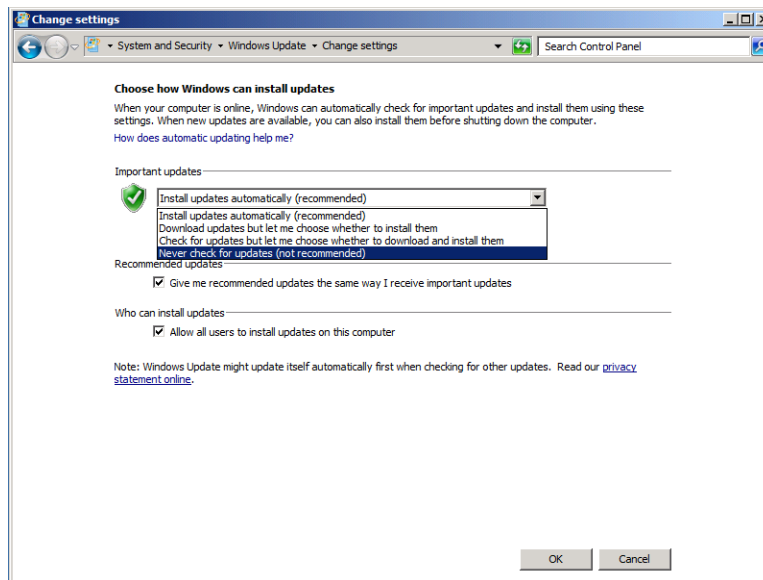 Change settings
System and Security
Windows Update
Change settings
Search Control Panel
Choose how Windows can install updates
When your computer is online, Windows can automatically check for important updates and install them using these
settings. When new updates are available, you can also install them before shutting down the computer.
How does automatic updating help me?
Important updates
Install updates automatically (recommended)
Install updates automatically (recommended)
Download updates but let me choose whether to install them
Check for updates but let me choose whether to download and install them
Never check for updates (not recommended)
Recommended updates
Give me recommended updates the same way I receive important updates
Who can install updates
Allow all users to install updates on this computer
Note: Windows Update might update itself automatically first when checking for other updates. Read our privacy
statement online.
OK
Cancel